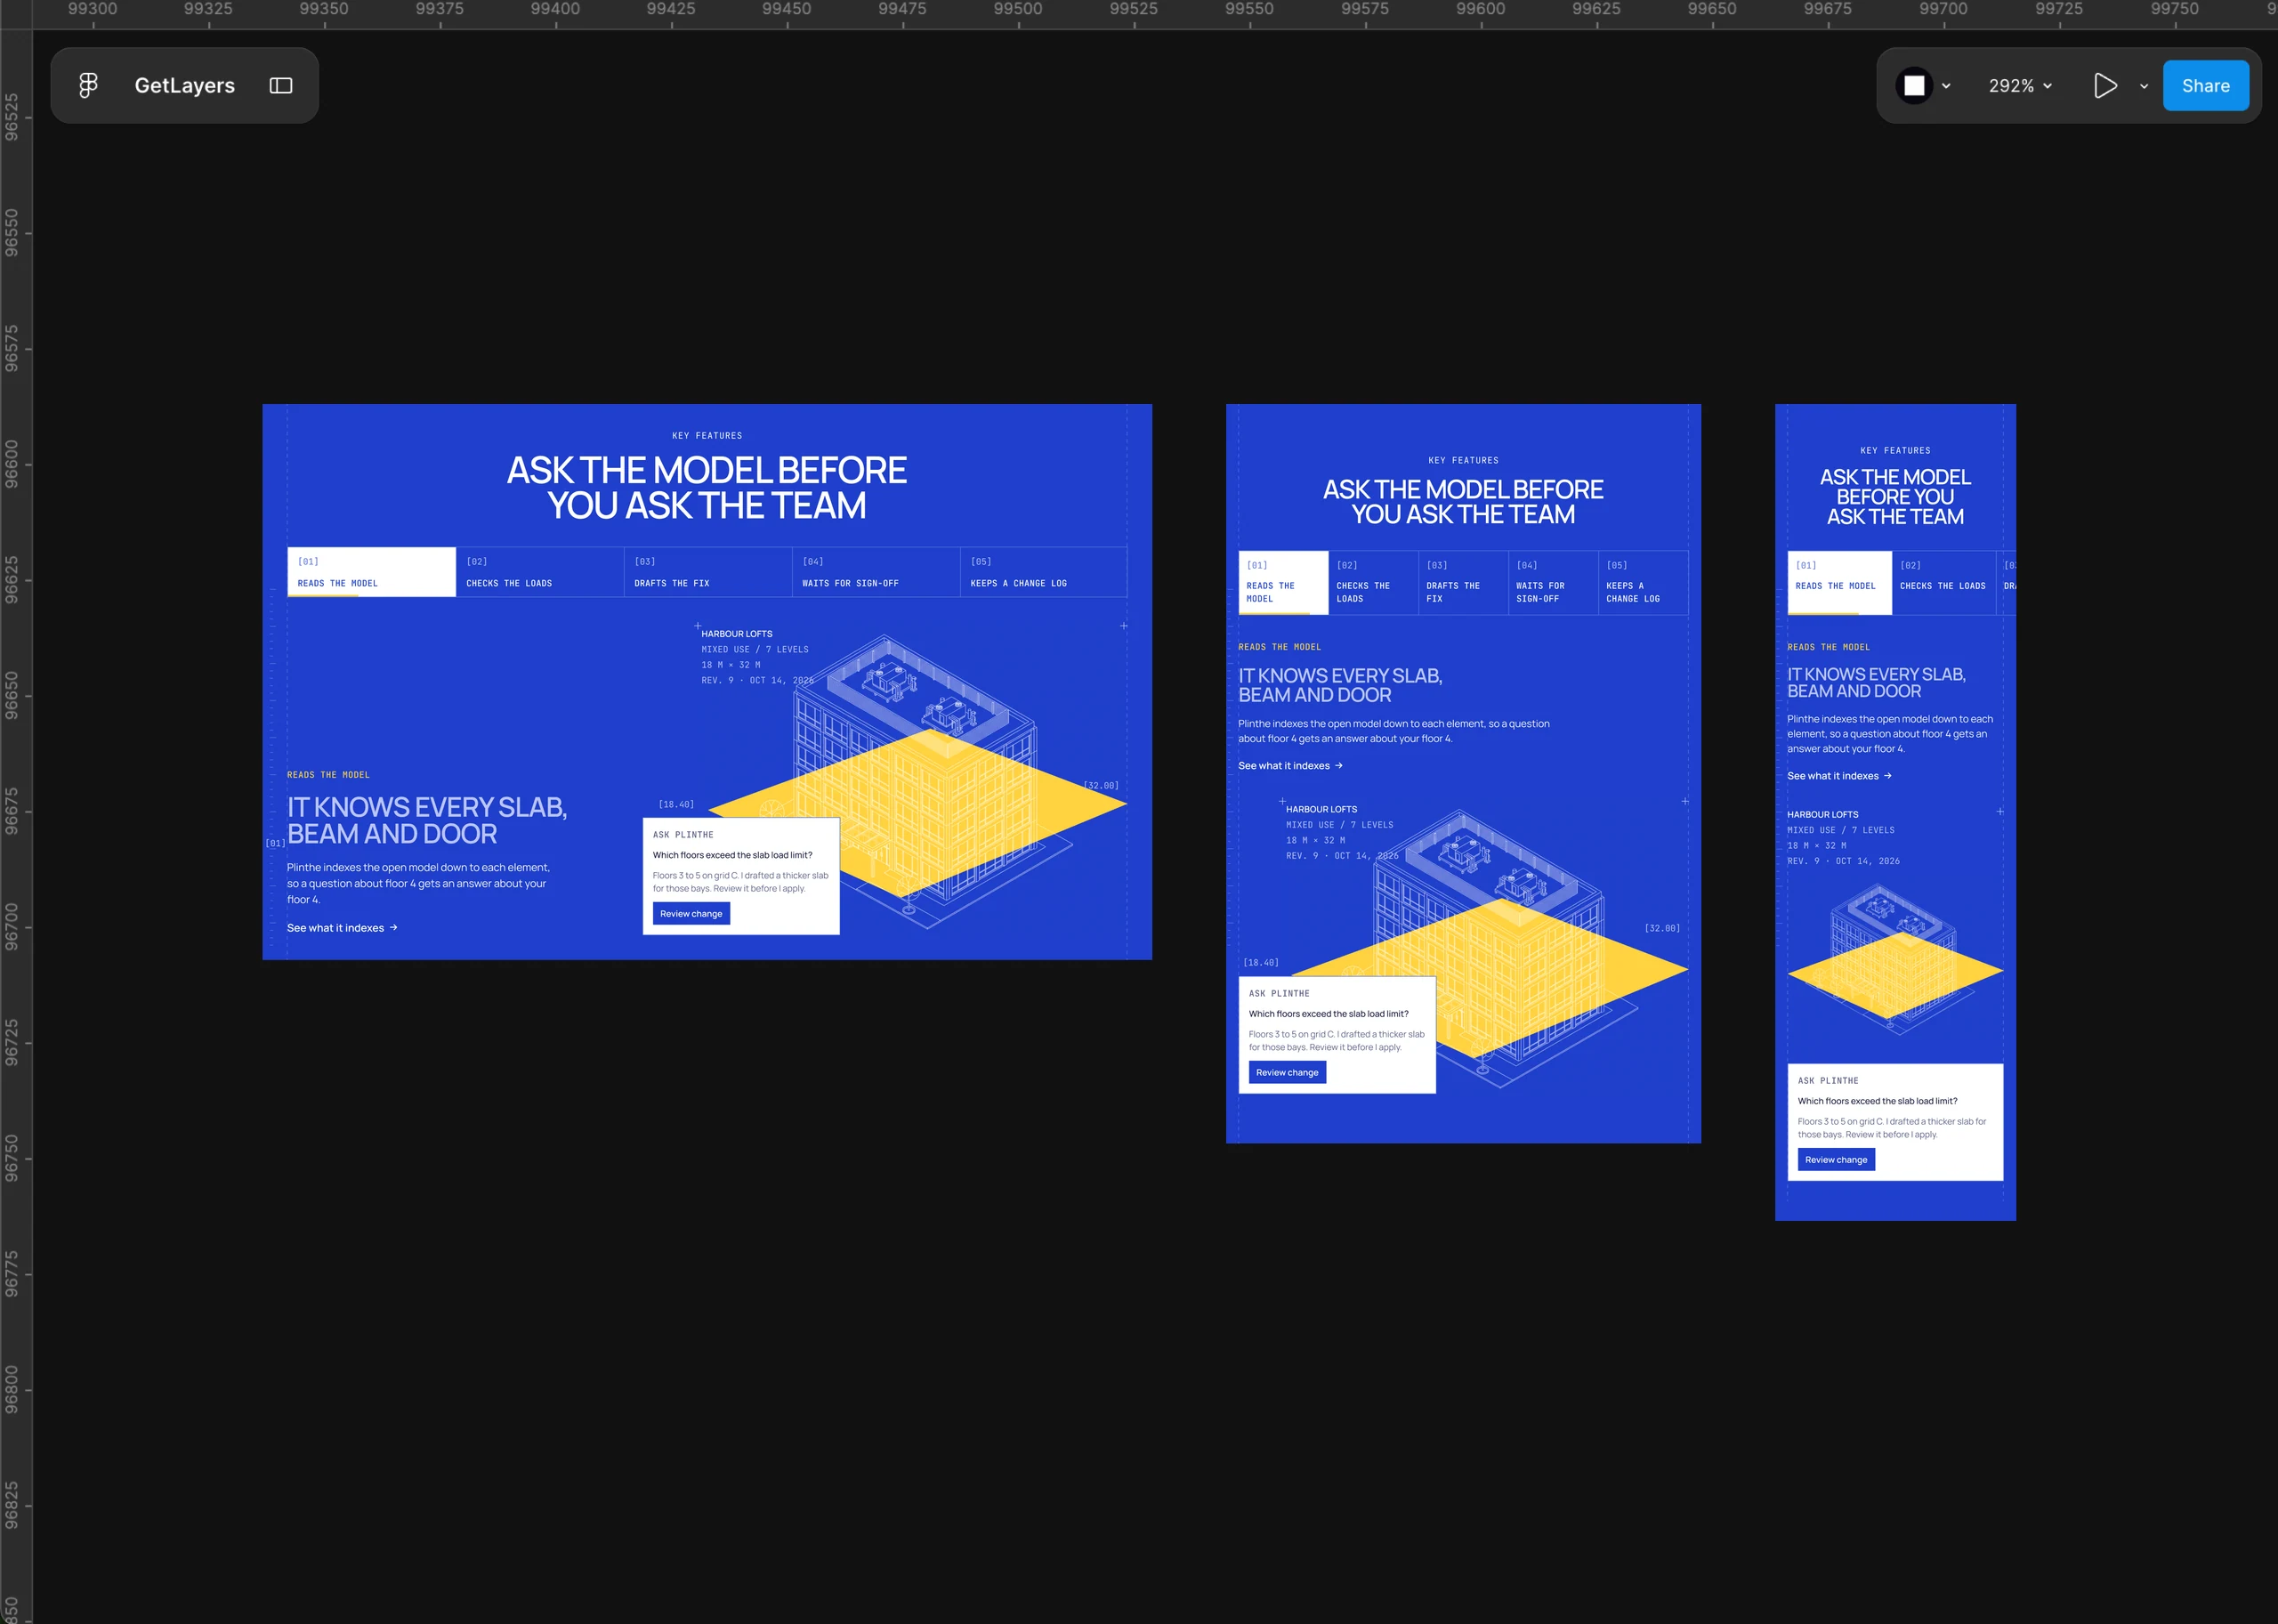 99300 99325 99350 99375 99400 99425 99450 99475 99500 99525 99550 99575 99600 99625 99650 99675 99700 99725 99750
GetLayers
292%
Share
96525
96550
96575
96600
96625
96650
96675
96700
96725
96750
96775
96800
96825
KEY FEATURES
ASK THE MODEL BEFORE
YOU ASK THE TEAM
[01] [02] [03] [04] [05]
READS THE MODEL CHECKS THE LOADS DRAFTS THE FIX WAITS FOR SIGN-OFF KEEPS A CHANGE LOG
HARBOUR LOFTS
MIXED USE / 7 LEVELS
18 M × 32 M
REV. 9 · OCT 14, 2026
READS THE MODEL
IT KNOWS EVERY SLAB,
BEAM AND DOOR
[01]
Plinthe indexes the open model down to each element,
so a question about floor 4 gets an answer about your
floor 4.
See what it indexes →
[18.40]
[32.00]
ASK PLINTHE
Which floors exceed the slab load limit?
Floors 3 to 5 on grid C. I drafted a thicker slab
for those bays. Review it before I apply.
Review change
KEY FEATURES
ASK THE MODEL BEFORE
YOU ASK THE TEAM
[01] [02] [03] [04] [05]
READS THE CHECKS THE DRAFTS THE WAITS FOR KEEPS A
MODEL LOADS FIX SIGN-OFF CHANGE LOG
READS THE MODEL
IT KNOWS EVERY SLAB,
BEAM AND DOOR
Plinthe indexes the open model down to each element, so a question
about floor 4 gets an answer about your floor 4.
See what it indexes →
HARBOUR LOFTS
MIXED USE / 7 LEVELS
18 M × 32 M
REV. 9 · OCT 14, 2026
[32.00]
[18.40]
ASK PLINTHE
Which floors exceed the slab load limit?
Floors 3 to 5 on grid C. I drafted a thicker slab
for those bays. Review it before I apply.
Review change
KEY FEATURES
ASK THE MODEL
BEFORE YOU
ASK THE TEAM
[01] [02]
READS THE MODEL CHECKS THE LOADS
READS THE MODEL
IT KNOWS EVERY SLAB,
BEAM AND DOOR
Plinthe indexes the open model down to each
element, so a question about floor 4 gets an
answer about your floor 4.
See what it indexes →
HARBOUR LOFTS
MIXED USE / 7 LEVELS
18 M × 32 M
REV. 9 · OCT 14, 2026
ASK PLINTHE
Which floors exceed the slab load limit?
Floors 3 to 5 on grid C. I drafted a thicker slab for
those bays. Review it before I apply.
Review change